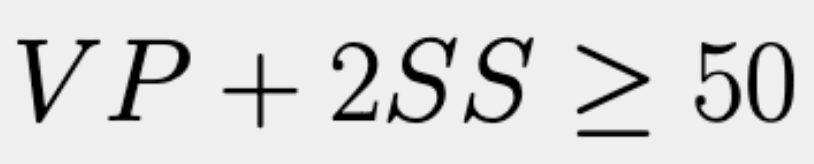 VP + 2SS ≥ 50